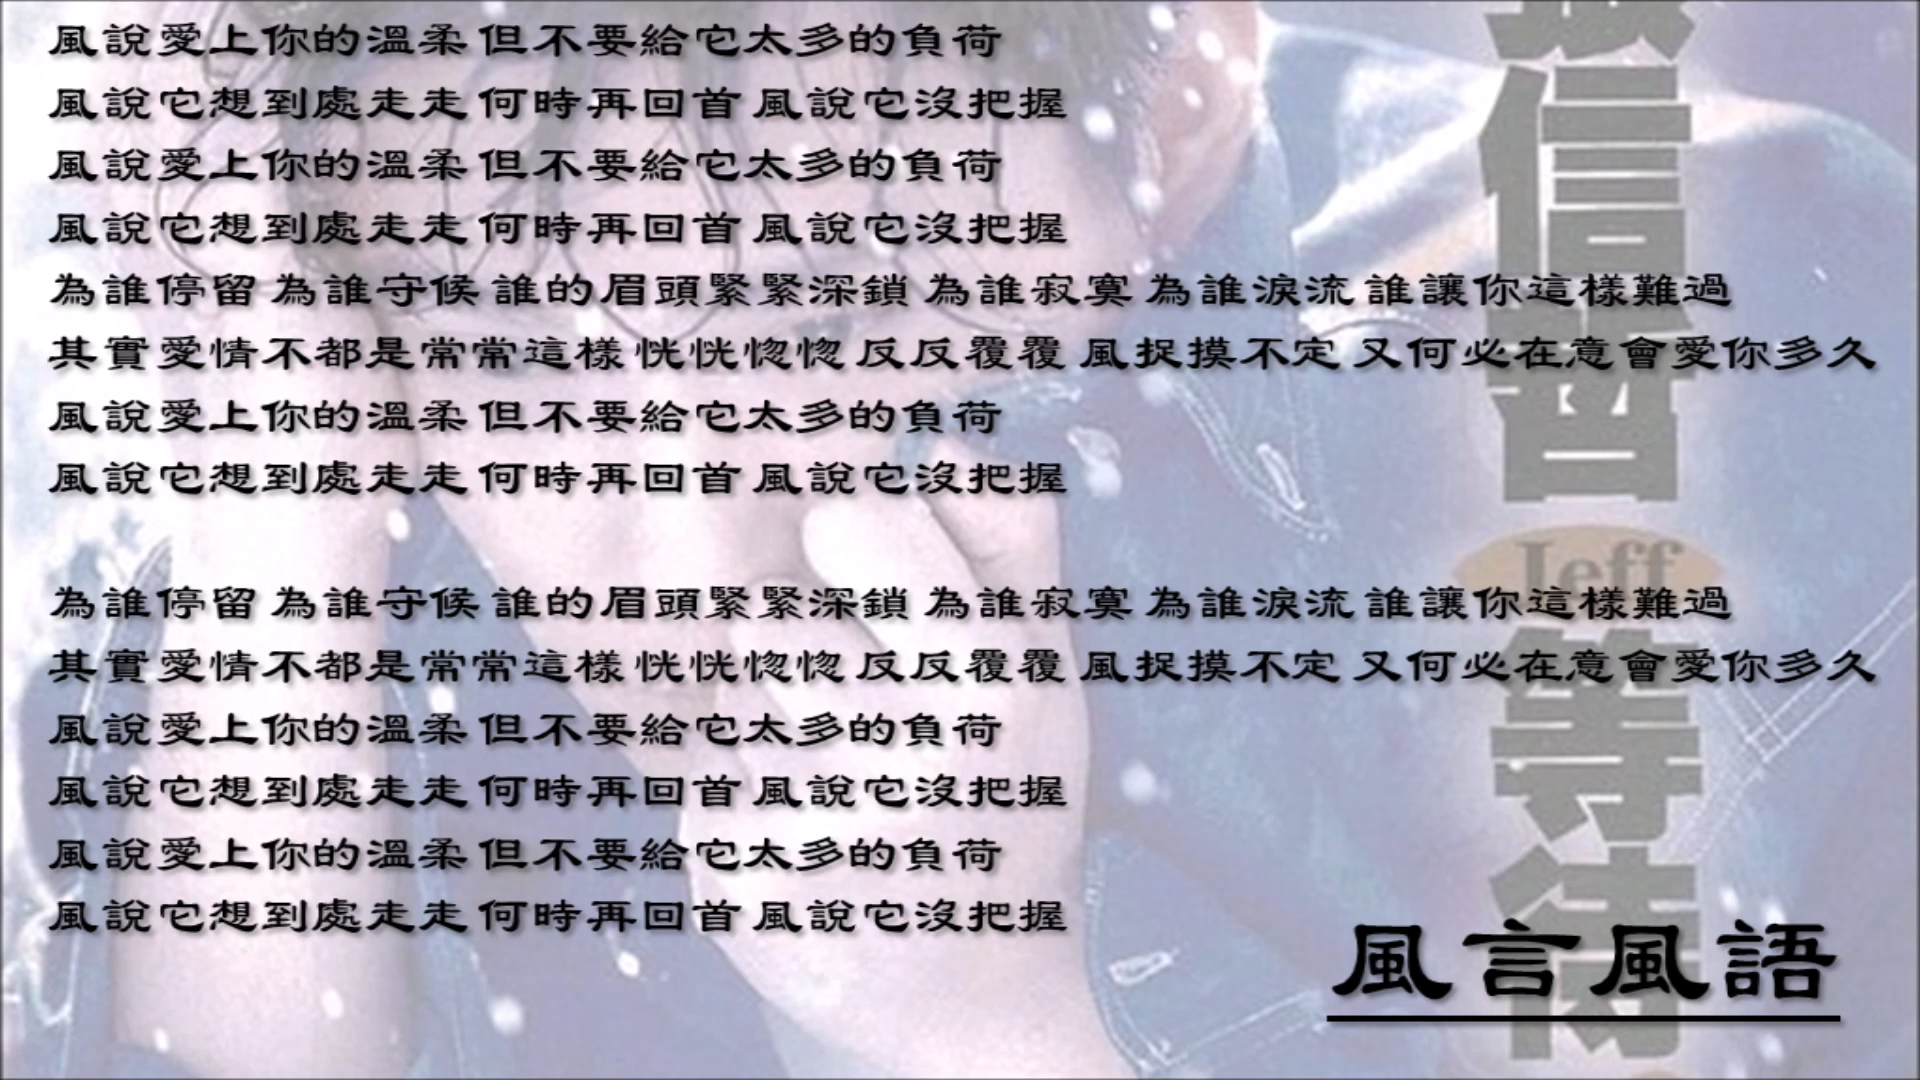 風說愛上你的溫柔 但不要給它太多的負荷
風說它想到處走走 何時再回首 風說它沒把握
風說愛上你的溫柔 但不要給它太多的負荷
風說它想到處走走 何時再回首 風說它沒把握
為誰停留 為誰守候 誰的眉頭緊緊深鎖 為誰寂寞 為誰淚流 誰讓你這樣難過
其實愛情不都是常常這樣 恍恍惚惚 反反覆覆 風捉摸不定 又何必在意會愛你多久
風說愛上你的溫柔 但不要給它太多的負荷
風說它想到處走走 何時再回首 風說它沒把握
為誰停留 為誰守候 誰的眉頭緊緊深鎖 為誰寂寞 為誰淚流 誰讓你這樣難過
其實愛情不都是常常這樣 恍恍惚惚 反反覆覆 風捉摸不定 又何必在意會愛你多久
風說愛上你的溫柔 但不要給它太多的負荷
風說它想到處走走 何時再回首 風說它沒把握
風說愛上你的溫柔 但不要給它太多的負荷
風說它想到處走走 何時再回首 風說它沒把握
風言風語
信哲
Jeff
等待